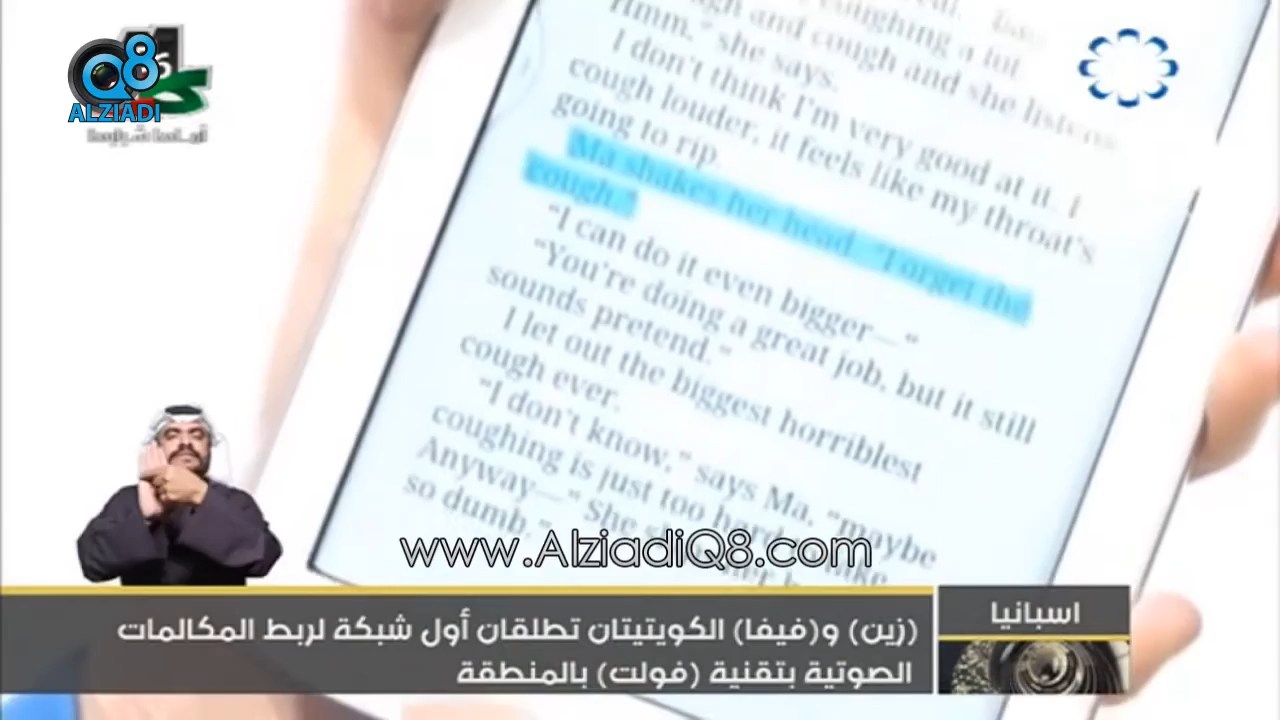 Q8
ALZIADI
Hmm," she says.
I don't think I'm very good at it. I
cough louder, it feels like my throat's
going to rip.
Ma shakes her head. "Forget the
cough."
"I can do it even bigger—"
"You're doing a great job, but it still
sounds pretend."
I let out the biggest horriblest
cough ever.
"I don't know," says Ma, "maybe
coughing is just too hard to fake.
Anyway—" She
so dumb."
www.AlziadiQ8.com
اسبانيا
(زين) و(فيفا) الكويتيتان تطلقان أول شبكة لربط المكالمات
الصوتية بتقنية (فولت) بالمنطقة